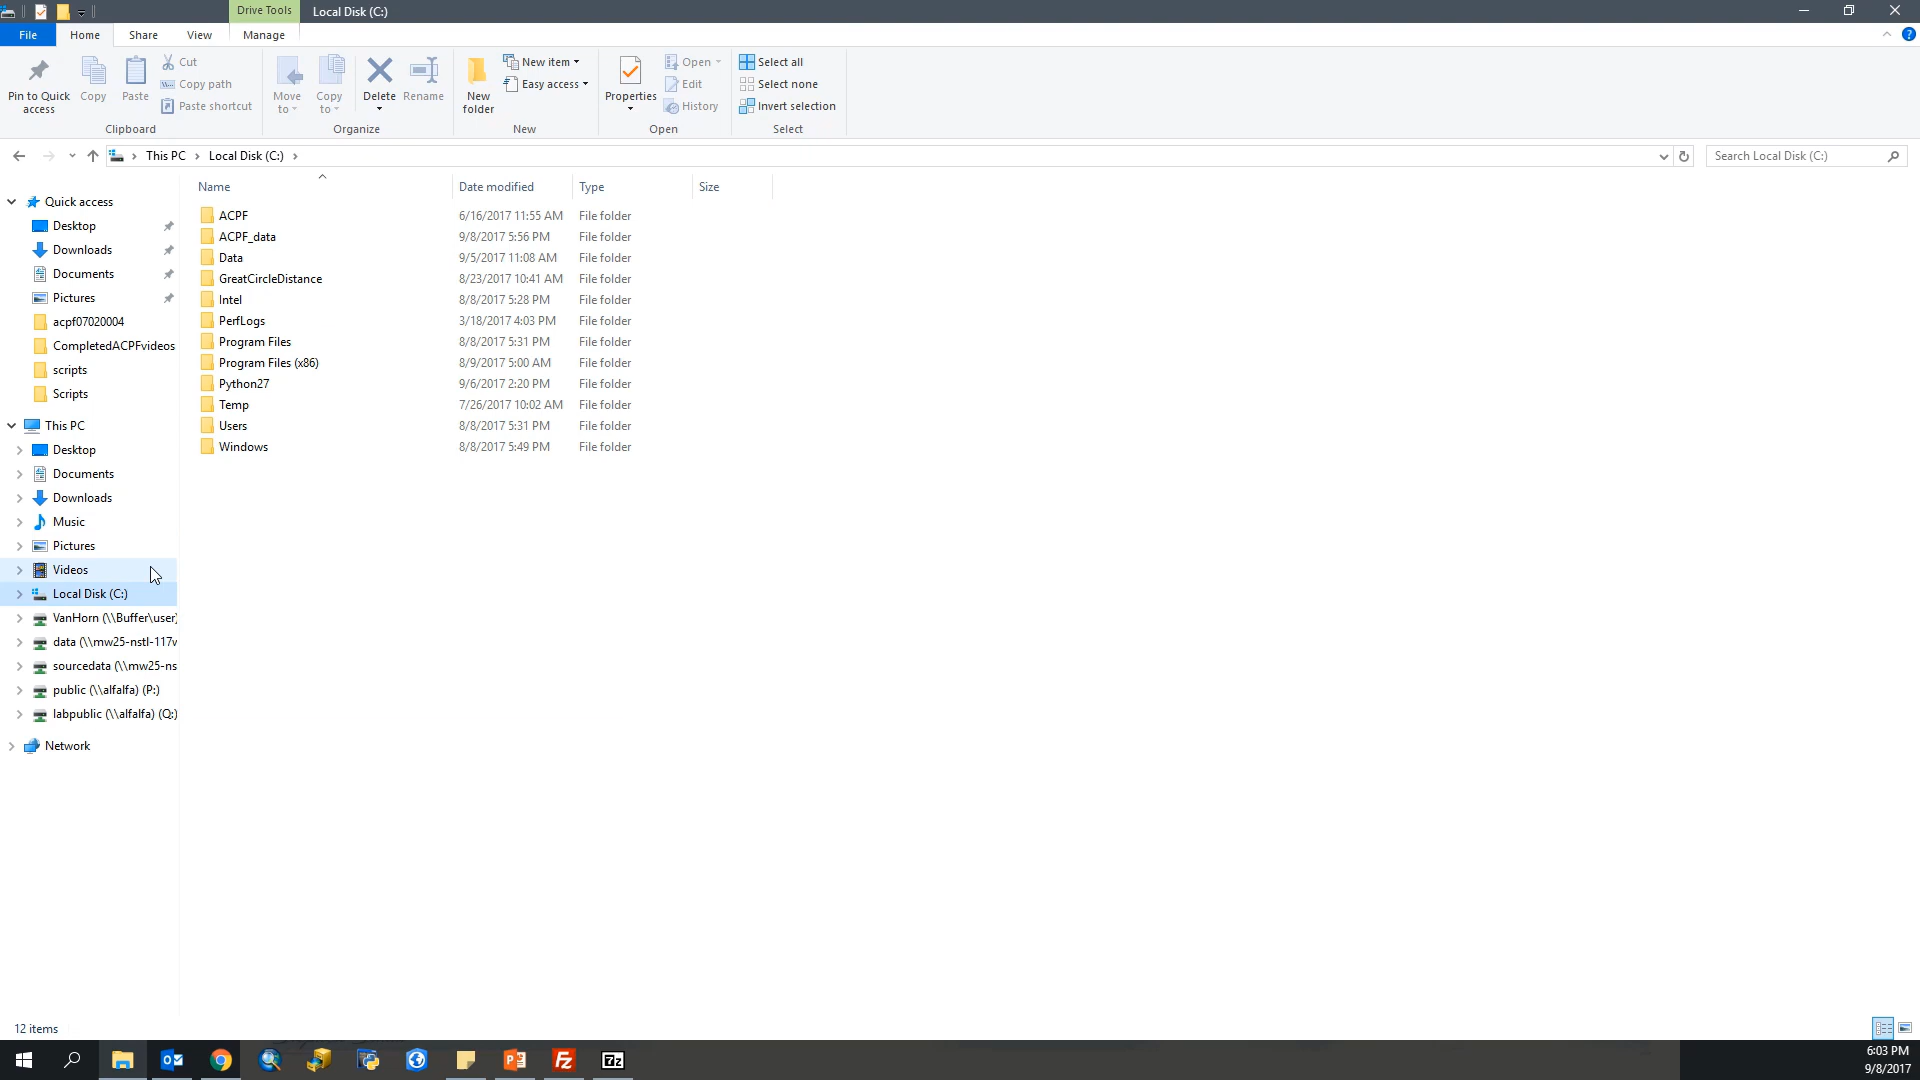 Drive Tools
Local Disk (C:)
File
Home
Share
View
Manage
Pin to Quick access
Copy
Paste
Cut
Copy path
Paste shortcut
Clipboard
Move to
Copy to
Delete
Rename
Organize
New folder
New item
Easy access
New
Properties
Open
Edit
History
Open
Select all
Select none
Invert selection
Select
This PC
Local Disk (C:)
Search Local Disk (C:)
Name Date modified Type Size
ACPF 6/16/2017 11:55 AM File folder
ACPF_data 9/8/2017 5:56 PM File folder
Data 9/5/2017 11:08 AM File folder
GreatCircleDistance 8/23/2017 10:41 AM File folder
Intel 8/8/2017 5:28 PM File folder
PerfLogs 3/18/2017 4:03 PM File folder
Program Files 8/8/2017 5:31 PM File folder
Program Files (x86) 8/9/2017 5:00 AM File folder
Python27 9/6/2017 2:20 PM File folder
Temp 7/26/2017 10:02 AM File folder
Users 8/8/2017 5:31 PM File folder
Windows 8/8/2017 5:49 PM File folder
Quick access
Desktop
Downloads
Documents
Pictures
acpf07020004
CompletedACPFvideos
scripts
Scripts
This PC
Desktop
Documents
Downloads
Music
Pictures
Videos
Local Disk (C:)
VanHorn (\\Buffer\user)
data (\\mw25-nstl-117v
sourcedata (\\mw25-ns
public (\\alfalfa) (P:)
labpublic (\\alfalfa) (Q:)
Network
12 items
6:03 PM
9/8/2017